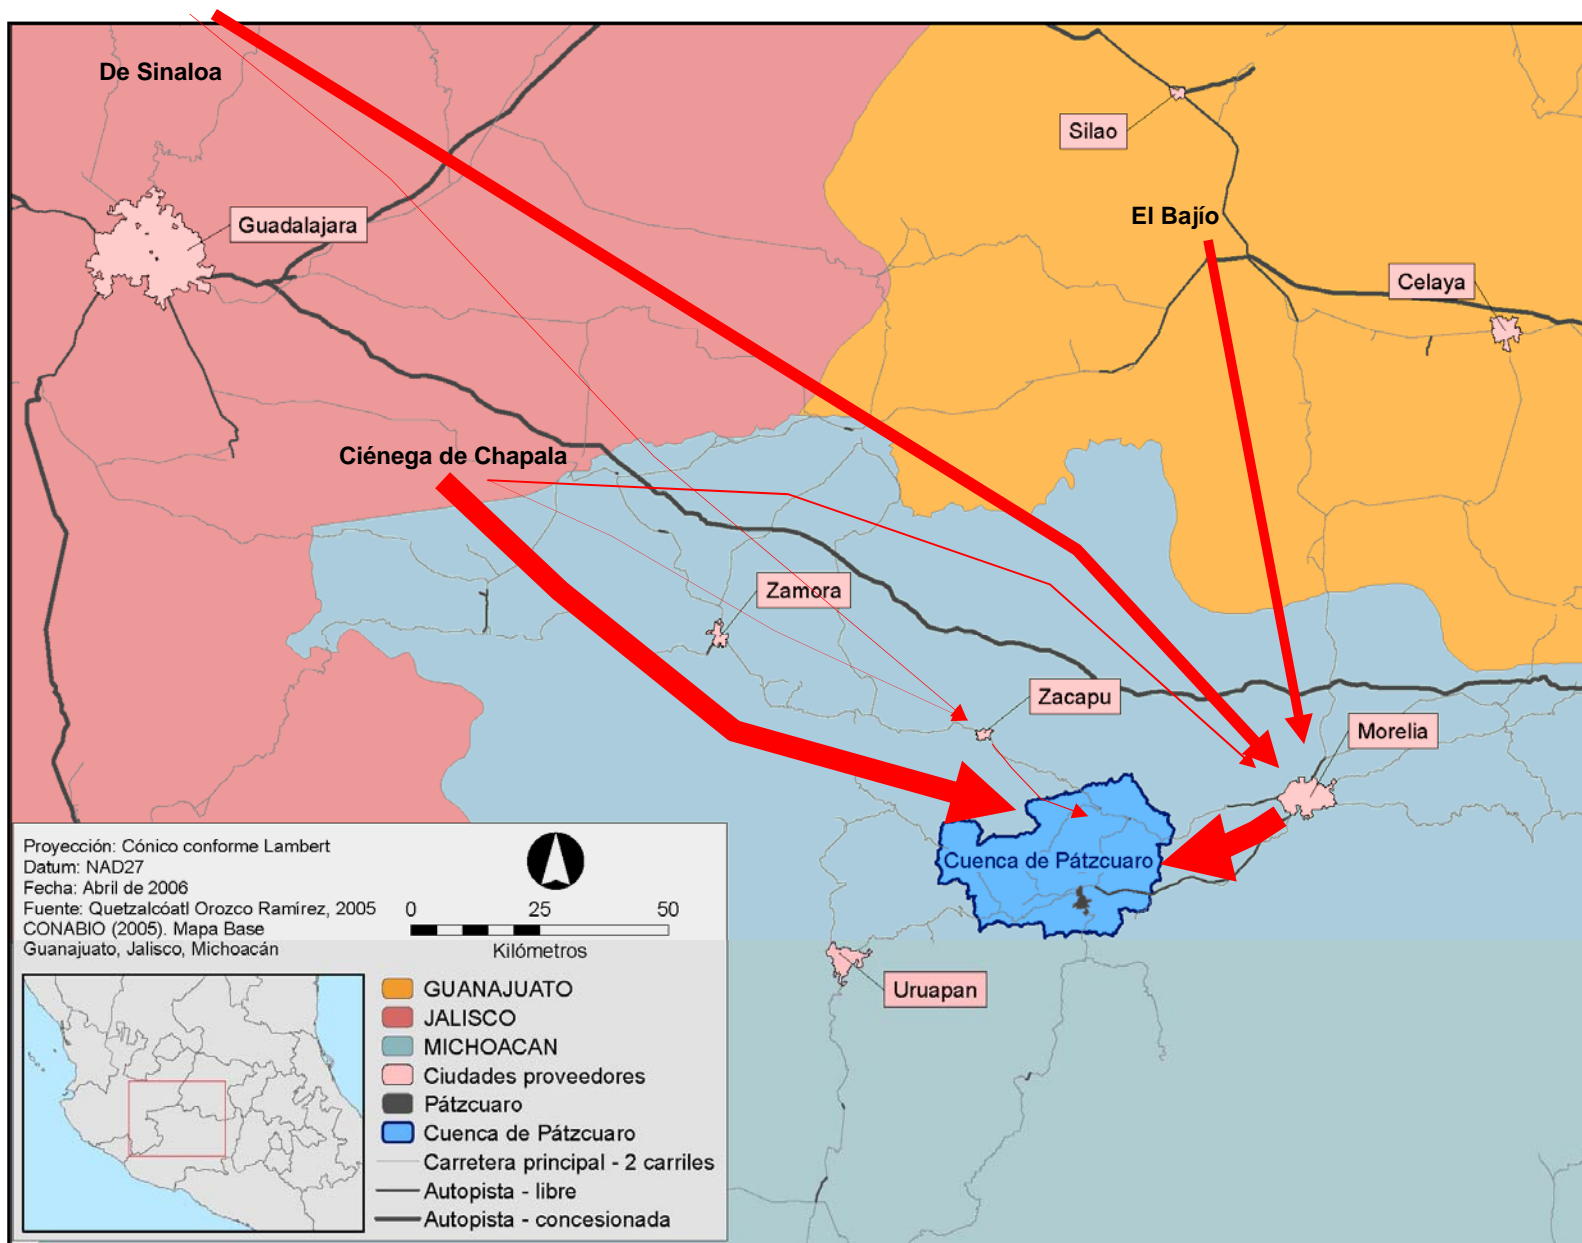 De Sinaloa
Silao
Guadalajara
El Bajío
Celaya
Ciénega de Chapala
Zamora
Zacapu
Morelia
Cuenca de Pátzcuaro
Uruapan
Proyección: Cónico conforme Lambert
Datum: NAD27
Fecha: Abril de 2006
Fuente: Quetzalcóatl Orozco Ramírez, 2005
CONABIO (2005). Mapa Base
Guanajuato, Jalisco, Michoacán
0 25 50
Kilómetros
GUANAJUATO
JALISCO
MICHOACAN
Ciudades proveedores
Pátzcuaro
Cuenca de Pátzcuaro
Carretera principal - 2 carriles
Autopista - libre
Autopista - concesionada